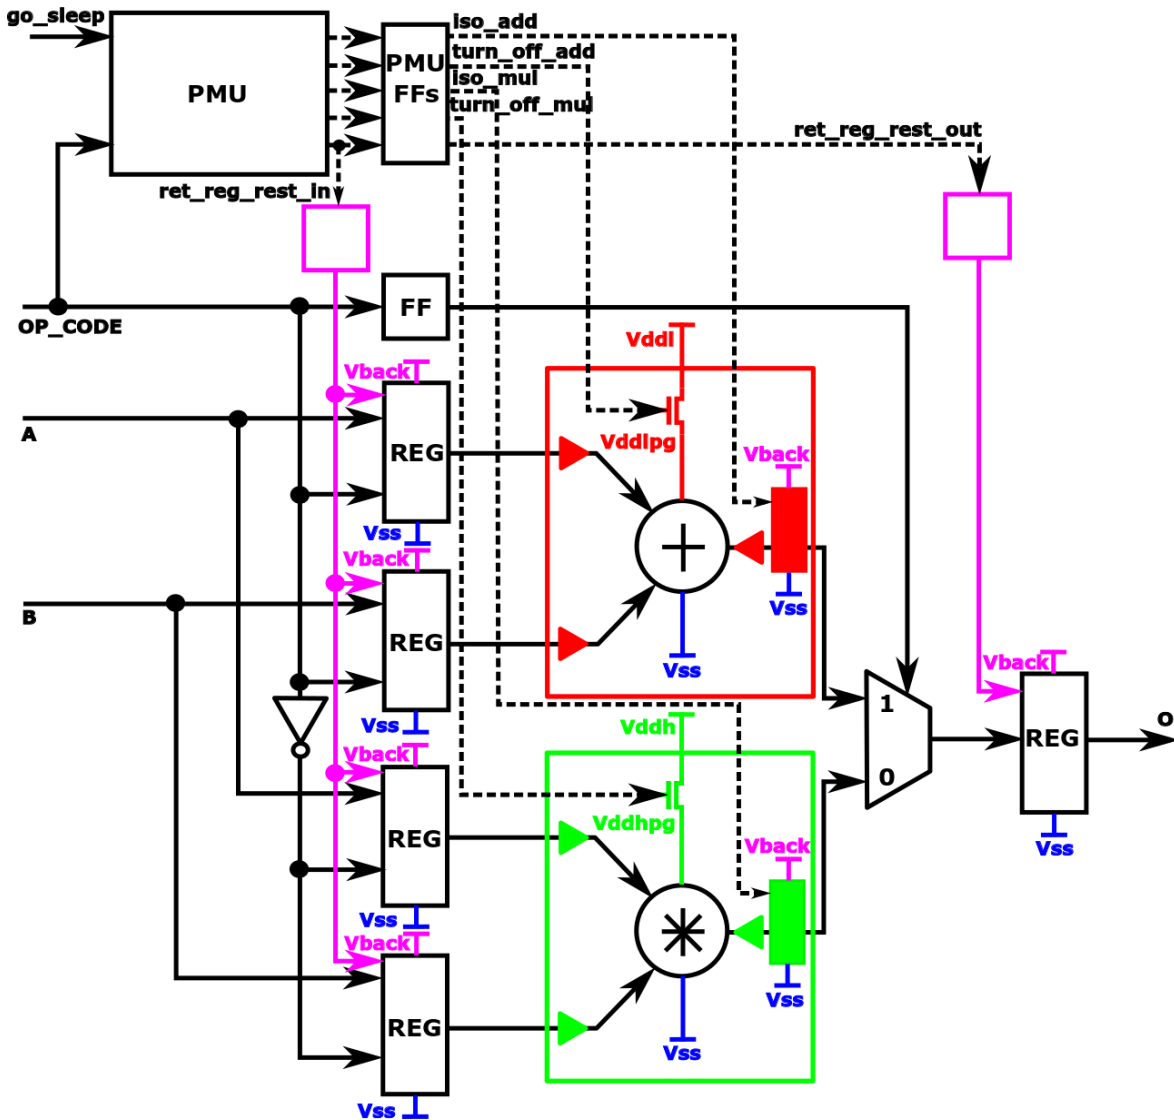 go_sleep
PMU
PMU
FFs
iso_add
turn_off_add
iso_mul
turn_off_mul
ret_reg_rest_out
ret_reg_rest_in
OP_CODE
FF
Vddl
Vback
A
REG
Vddlpg
Vback
Vss
Vback
B
REG
Vss
Vss
Vback
1
O
Vss
Vddh
REG
Vback
0
Vddhpg
REG
Vback
Vss
Vss
Vback
Vss
REG
Vss
Vss